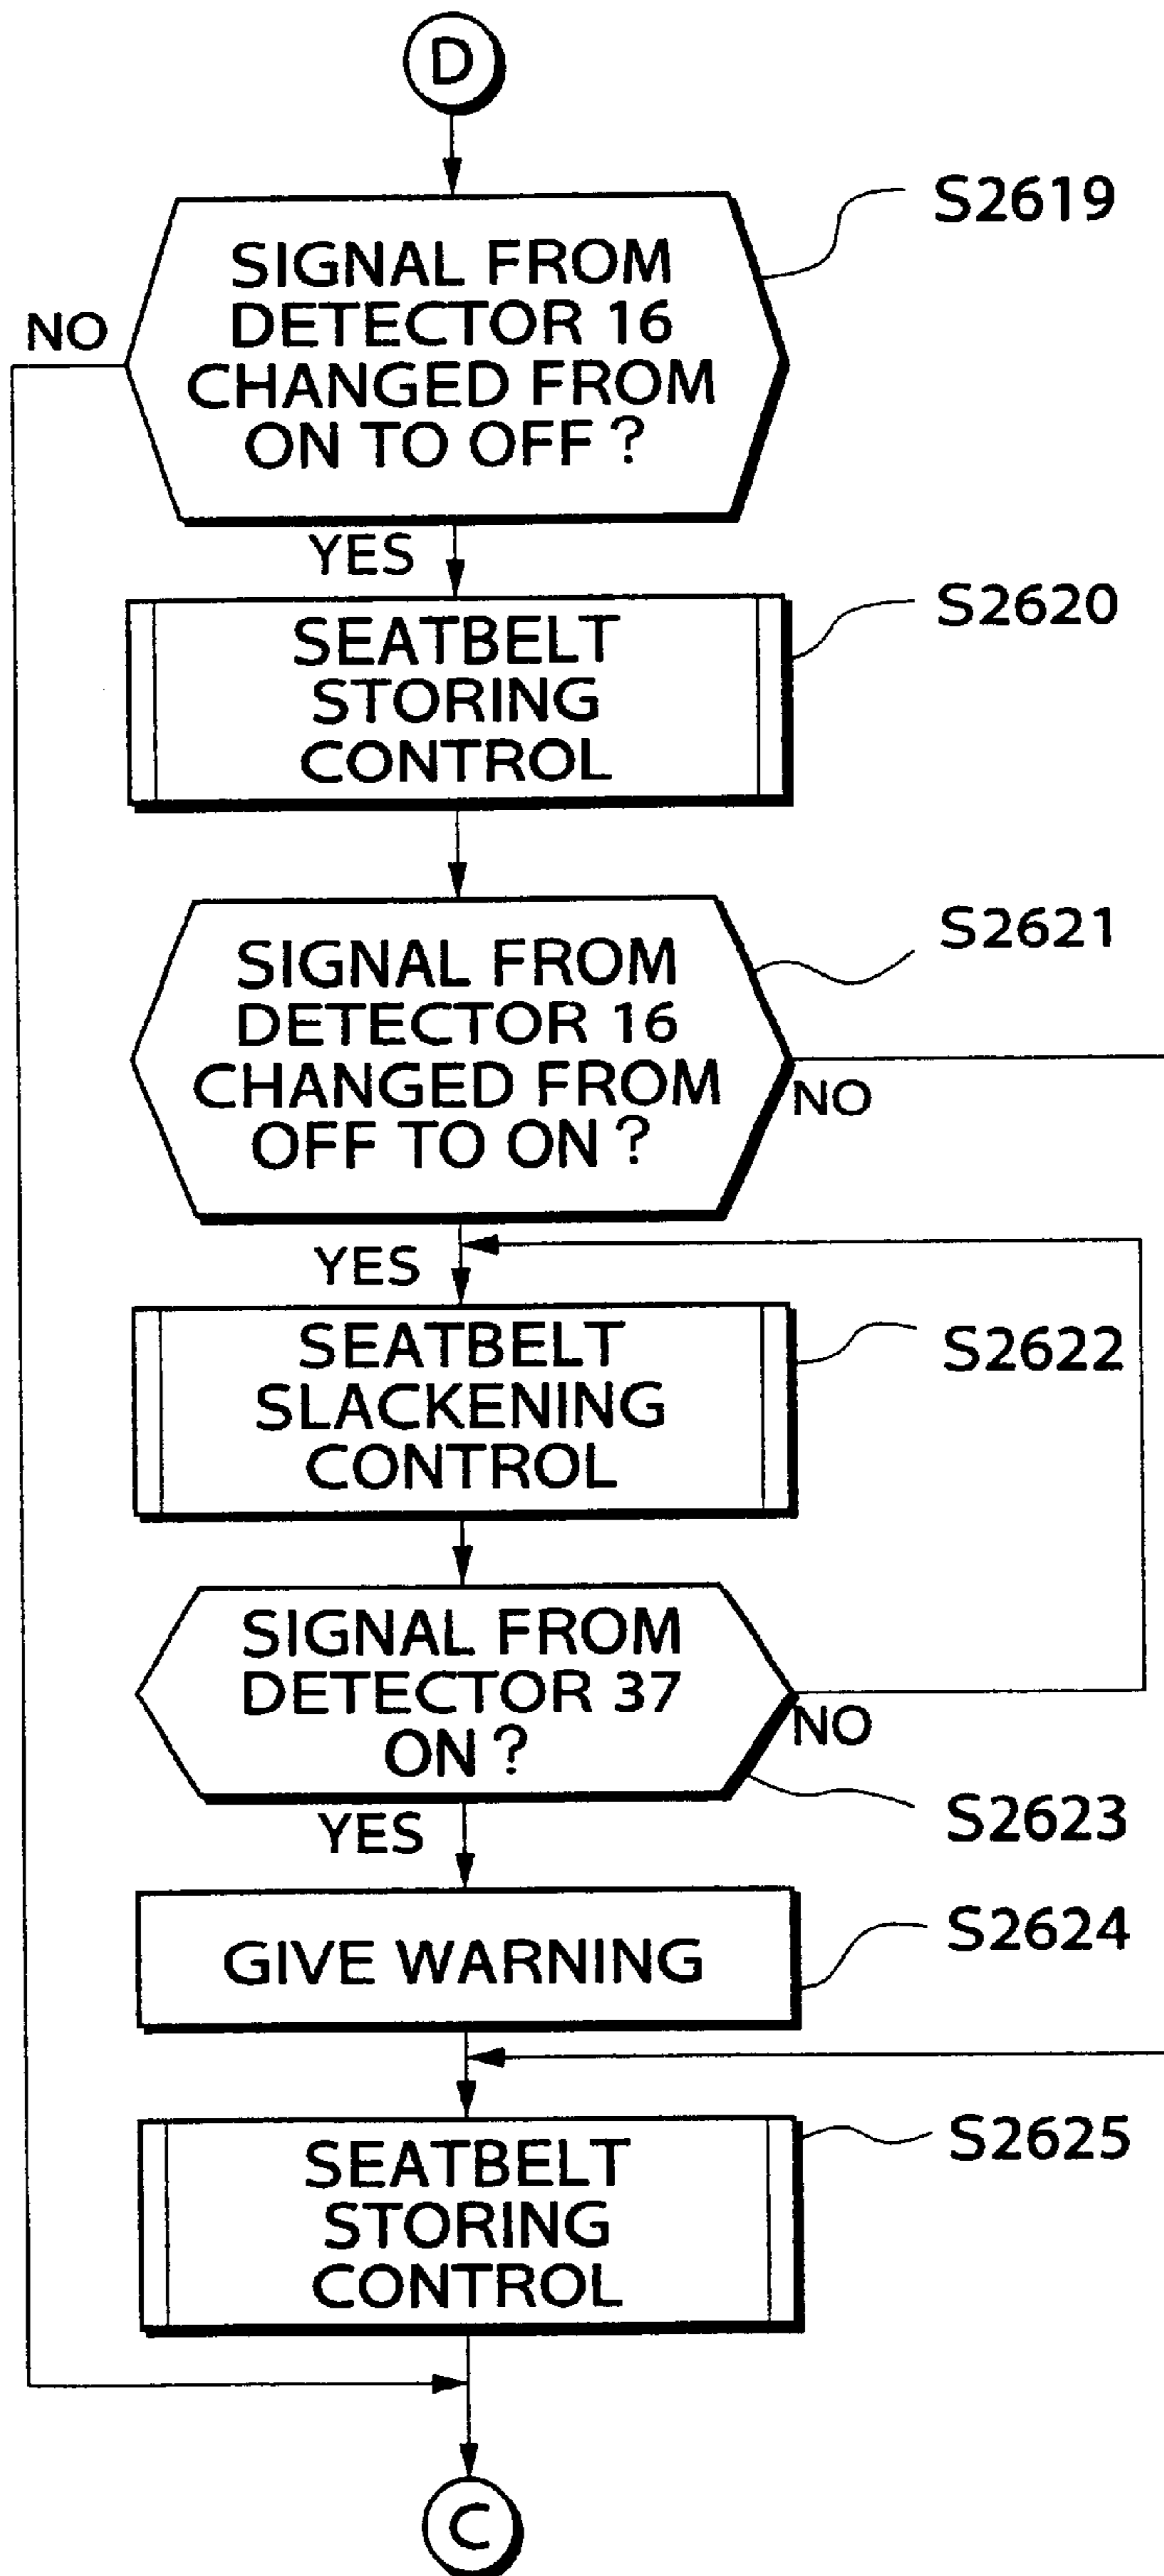 D
S2619
SIGNAL FROM
DETECTOR 16
CHANGED FROM
ON TO OFF ?
NO
YES
S2620
SEATBELT
STORING
CONTROL
S2621
SIGNAL FROM
DETECTOR 16
CHANGED FROM
OFF TO ON ?
NO
YES
S2622
SEATBELT
SLACKENING
CONTROL
SIGNAL FROM
DETECTOR 37
ON ?
NO
S2623
YES
S2624
GIVE WARNING
S2625
SEATBELT
STORING
CONTROL
C